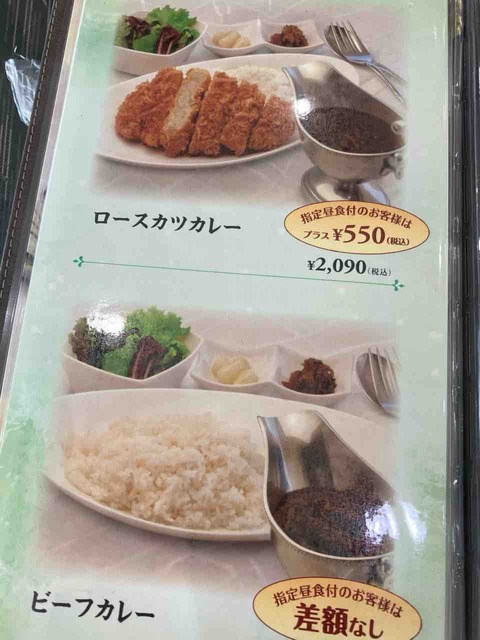 ロースカツカレー
指定昼食付のお客様は
プラス ¥550(税込)
¥2,090(税込)
ビーフカレー
指定昼食付のお客様は
差額なし